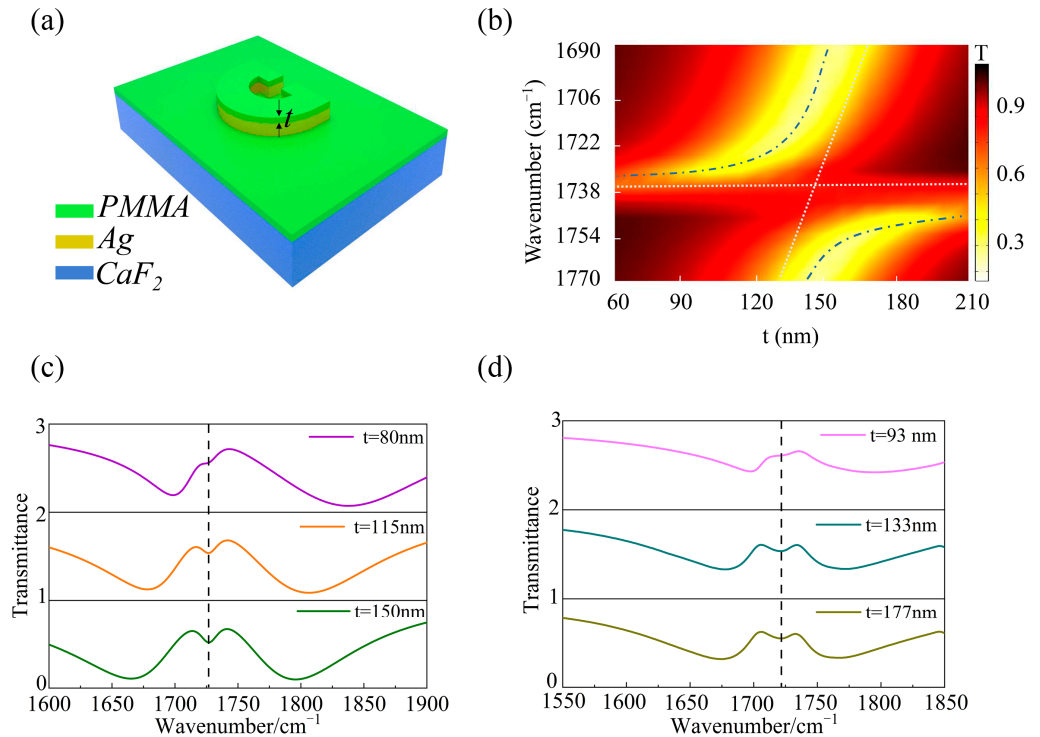 (a)
t
PMMA
Ag
CaF2
(b)
T
1690
1706
1722
1738
1754
1770
Wavenumber (cm⁻¹)
0.9
0.6
0.3
60 90 120 150 180 210
t (nm)
(c)
3
2
1
0
Transmittance
t=80nm
t=115nm
t=150nm
1600 1650 1700 1750 1800 1850 1900
Wavenumber/cm⁻¹
(d)
3
2
1
0
Transmittance
t=93 nm
t=133nm
t=177nm
1550 1600 1650 1700 1750 1800 1850
Wavenumber/cm⁻¹